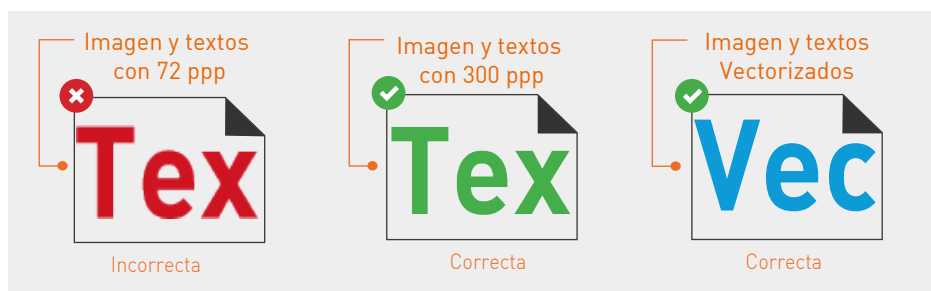 Imagen y textos
con 72 ppp
Tex
Incorrecta
Imagen y textos
con 300 ppp
Tex
Correcta
Imagen y textos
Vectorizados
Vec
Correcta